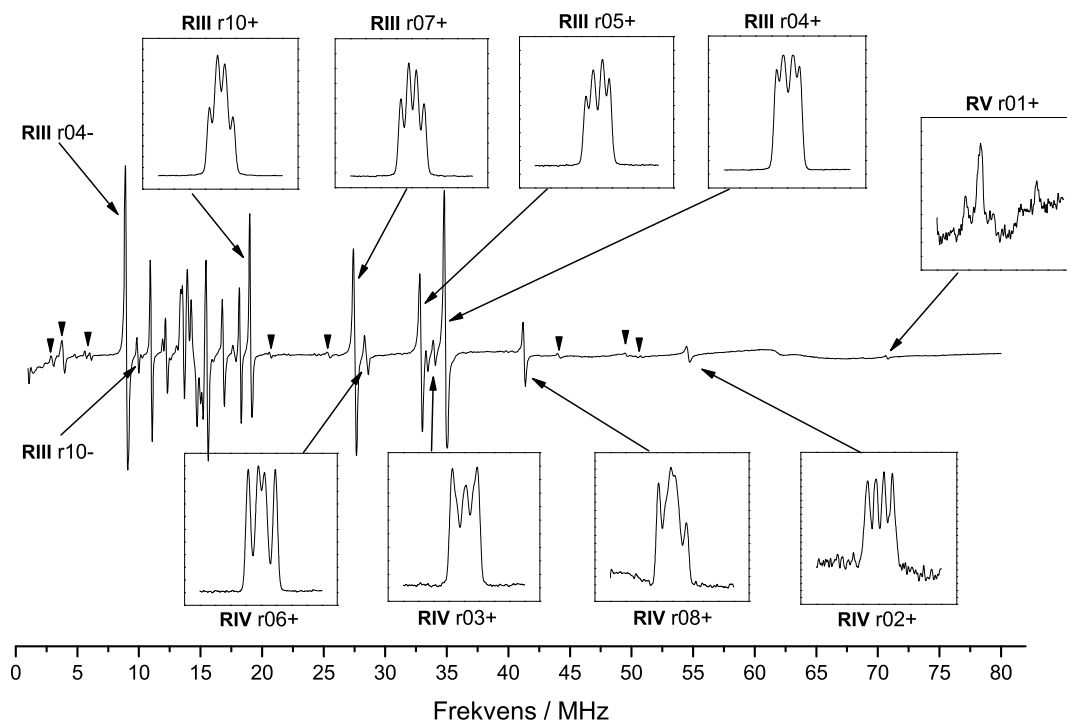 RIII r10+
RIII r07+
RIII r05+
RIII r04+
RV r01+
RIII r04-
RIII r10-
RIV r06+
RIV r03+
RIV r08+
RIV r02+
0 5 10 15 20 25 30 35 40 45 50 55 60 65 70 75 80
Frekvens / MHz